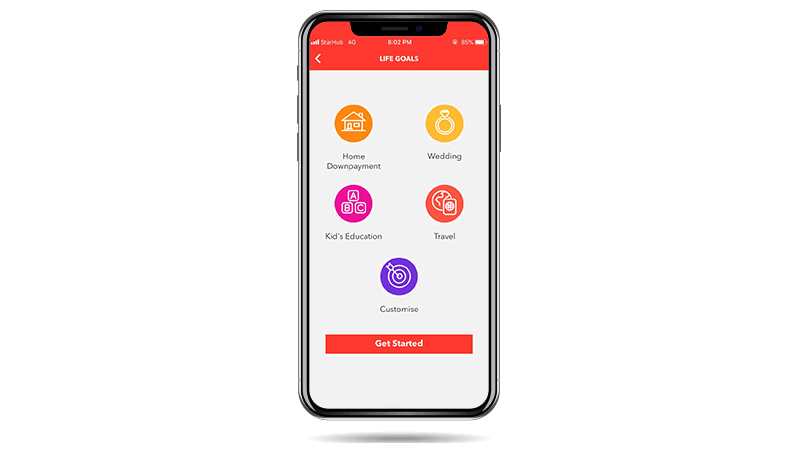 StarHub 4G 8:02 PM 85%
LIFE GOALS
Home
Downpayment
Wedding
A
B C
Kid's Education
Travel
Customise
Get Started